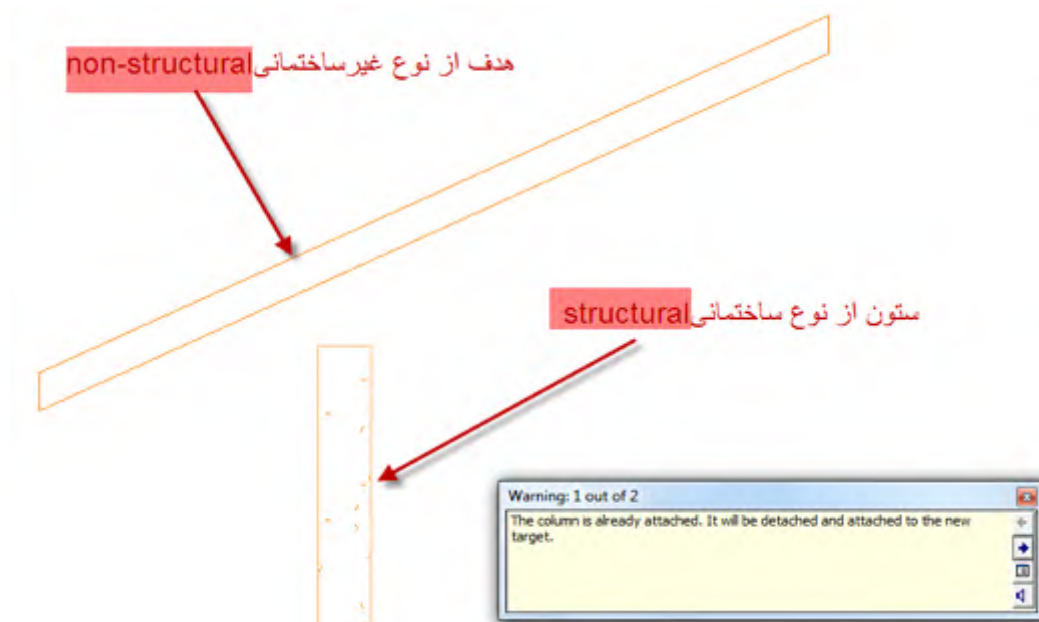 هدف از نوع غیرساختمانیnon-structural
ستون از نوع ساختمانیstructural
Warning: 1 out of 2
The column is already attached. It will be detached and attached to the new
target.